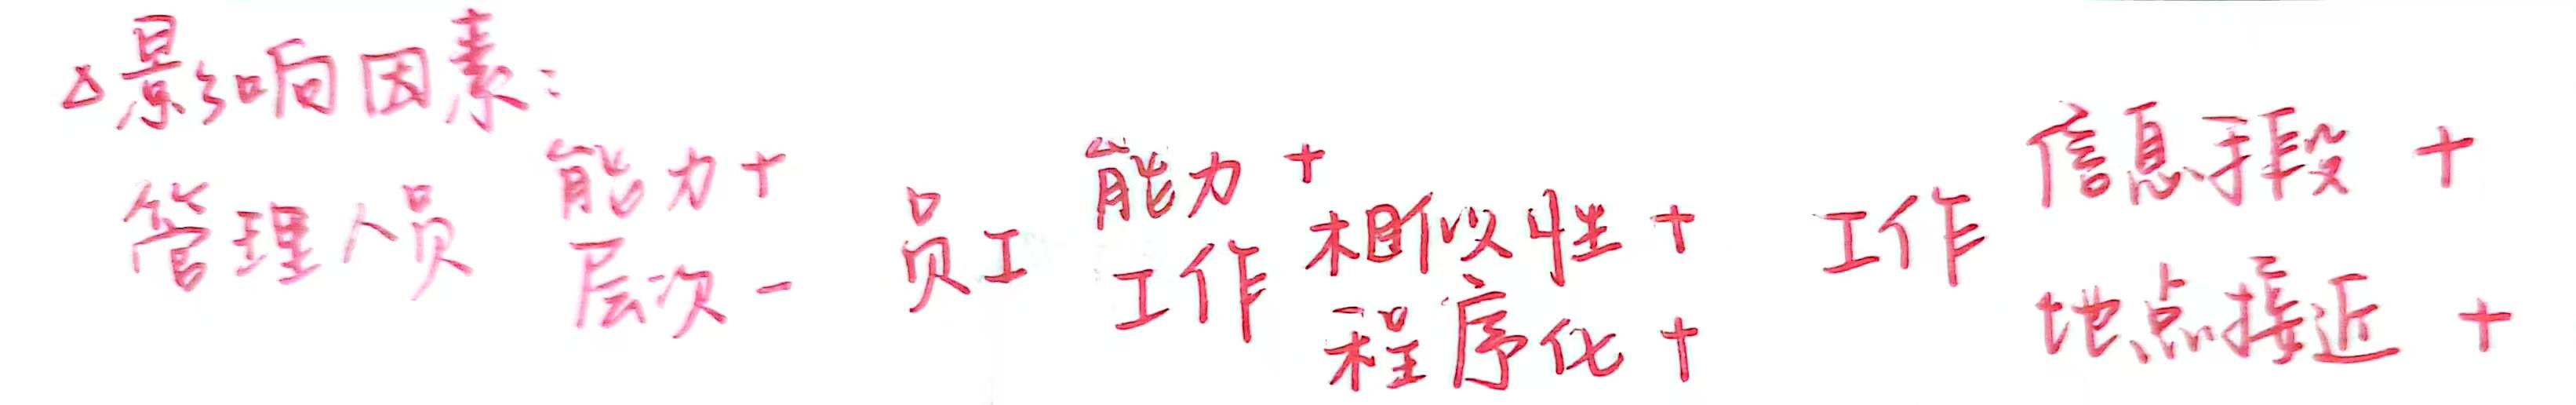 △影响因素：
管理人员 能力+
层次-
员工 能力+
工作 相似性+
程序化+
工作 信息手段+
地点接近+